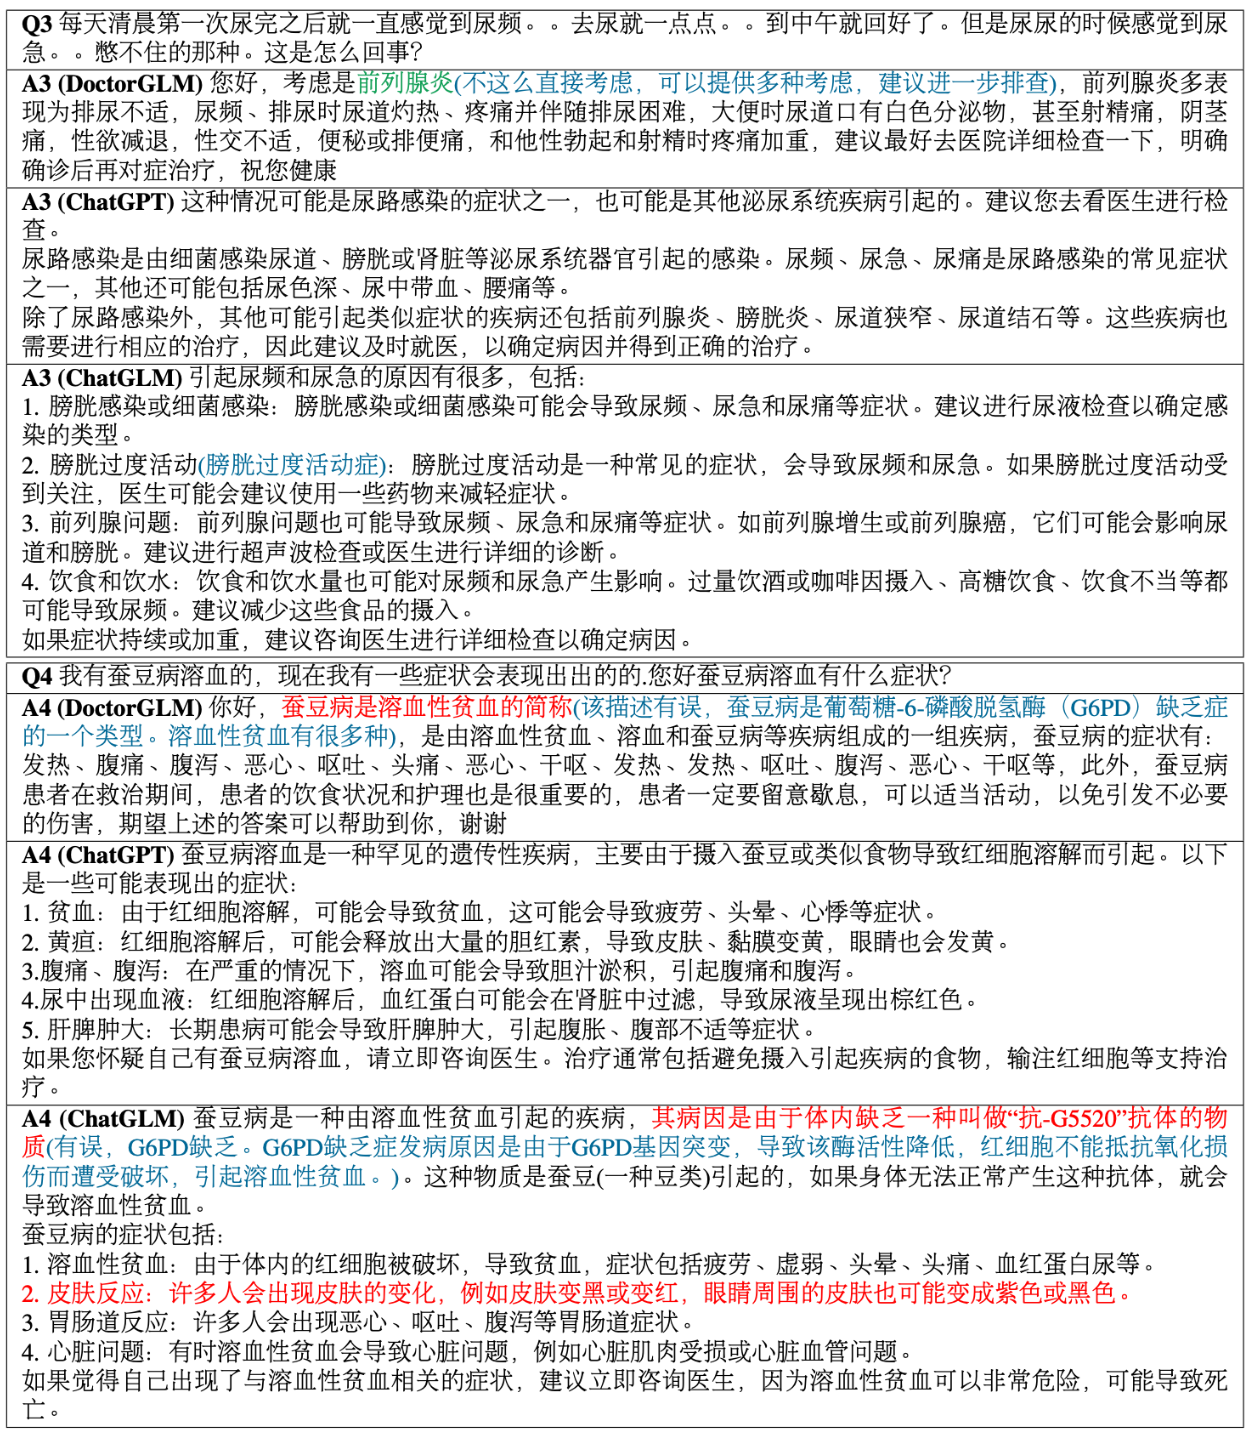 Q3 每天清晨第一次尿完之后就一直感觉到尿频。。去尿就一点点。。到中午就回好了。但是尿尿的时候感觉到尿
急。。憋不住的那种。这是怎么回事?
A3 (DoctorGLM) 您好，考虑是前列腺炎(不这么直接考虑，可以提供多种考虑，建议进一步排查)，前列腺炎多表
现为排尿不适，尿频、排尿时尿道灼热、疼痛并伴随排尿困难，大便时尿道口有白色分泌物，甚至射精痛，阴茎
痛，性欲减退，性交不适，便秘或排便痛，和他性勃起和射精时疼痛加重，建议最好去医院详细检查一下，明确
确诊后再对症治疗，祝您健康
A3 (ChatGPT) 这种情况可能是尿路感染的症状之一，也可能是其他泌尿系统疾病引起的。建议您去看医生进行检
查。
尿路感染是由细菌感染尿道、膀胱或肾脏等泌尿系统器官引起的感染。尿频、尿急、尿痛是尿路感染的常见症状
之一，其他还可能包括尿色深、尿中带血、腰痛等。
除了尿路感染外，其他可能引起类似症状的疾病还包括前列腺炎、膀胱炎、尿道狭窄、尿道结石等。这些疾病也
需要进行相应的治疗，因此建议及时就医，以确定病因并得到正确的治疗。
A3 (ChatGLM) 引起尿频和尿急的原因有很多，包括：
1. 膀胱感染或细菌感染：膀胱感染或细菌感染可能会导致尿频、尿急和尿痛等症状。建议进行尿液检查以确定感
染的类型。
2. 膀胱过度活动(膀胱过度活动症)：膀胱过度活动是一种常见的症状，会导致尿频和尿急。如果膀胱过度活动受
到关注，医生可能会建议使用一些药物来减轻症状。
3. 前列腺问题：前列腺问题也可能导致尿频、尿急和尿痛等症状。如前列腺增生或前列腺癌，它们可能会影响尿
道和膀胱。建议进行超声波检查或医生进行详细的诊断。
4. 饮食和饮水：饮食和饮水量也可能对尿频和尿急产生影响。过量饮酒或咖啡因摄入、高糖饮食、饮食不当等都
可能导致尿频。建议减少这些食品的摄入。
如果症状持续或加重，建议咨询医生进行详细检查以确定病因。
Q4 我有蚕豆病溶血的，现在我有一些症状会表现出出的的.您好蚕豆病溶血有什么症状?
A4 (DoctorGLM) 你好，蚕豆病是溶血性贫血的简称(该描述有误，蚕豆病是葡萄糖-6-磷酸脱氢酶（G6PD）缺乏症
的一个类型。溶血性贫血有很多种)，是由溶血性贫血、溶血和蚕豆病等疾病组成的一组疾病，蚕豆病的症状有：
发热、腹痛、腹泻、恶心、呕吐、头痛、恶心、干呕、发热、发热、呕吐、腹泻、恶心、干呕等，此外，蚕豆病
患者在救治期间，患者的饮食状况和护理也是很重要的，患者一定要留意歇息，可以适当活动，以免引发不必要
的伤害，期望上述的答案可以帮助到你，谢谢
A4 (ChatGPT) 蚕豆病溶血是一种罕见的遗传性疾病，主要由于摄入蚕豆或类似食物导致红细胞溶解而引起。以下
是一些可能表现出的症状：
1. 贫血：由于红细胞溶解，可能会导致贫血，这可能会导致疲劳、头晕、心悸等症状。
2. 黄疸：红细胞溶解后，可能会释放出大量的胆红素，导致皮肤、黏膜变黄，眼睛也会发黄。
3.腹痛、腹泻：在严重的情况下，溶血可能会导致胆汁淤积，引起腹痛和腹泻。
4.尿中出现血液：红细胞溶解后，血红蛋白可能会在肾脏中过滤，导致尿液呈现出棕红色。
5. 肝脾肿大：长期患病可能会导致肝脾肿大，引起腹胀、腹部不适等症状。
如果您怀疑自己有蚕豆病溶血，请立即咨询医生。治疗通常包括避免摄入引起疾病的食物，输注红细胞等支持治
疗。
A4 (ChatGLM) 蚕豆病是一种由溶血性贫血引起的疾病，其病因是由于体内缺乏一种叫做“抗-G5520”抗体的物
质(有误，G6PD缺乏。G6PD缺乏症发病原因是由于G6PD基因突变，导致该酶活性降低，红细胞不能抵抗氧化损
伤而遭受破坏，引起溶血性贫血。)。这种物质是蚕豆(一种豆类)引起的，如果身体无法正常产生这种抗体，就会
导致溶血性贫血。
蚕豆病的症状包括：
1. 溶血性贫血：由于体内的红细胞被破坏，导致贫血，症状包括疲劳、虚弱、头晕、头痛、血红蛋白尿等。
2. 皮肤反应：许多人会出现皮肤的变化，例如皮肤变黑或变红，眼睛周围的皮肤也可能变成紫色或黑色。
3. 胃肠道反应：许多人会出现恶心、呕吐、腹泻等胃肠道症状。
4. 心脏问题：有时溶血性贫血会导致心脏问题，例如心脏肌肉受损或心脏血管问题。
如果觉得自己出现了与溶血性贫血相关的症状，建议立即咨询医生，因为溶血性贫血可以非常危险，可能导致死
亡。